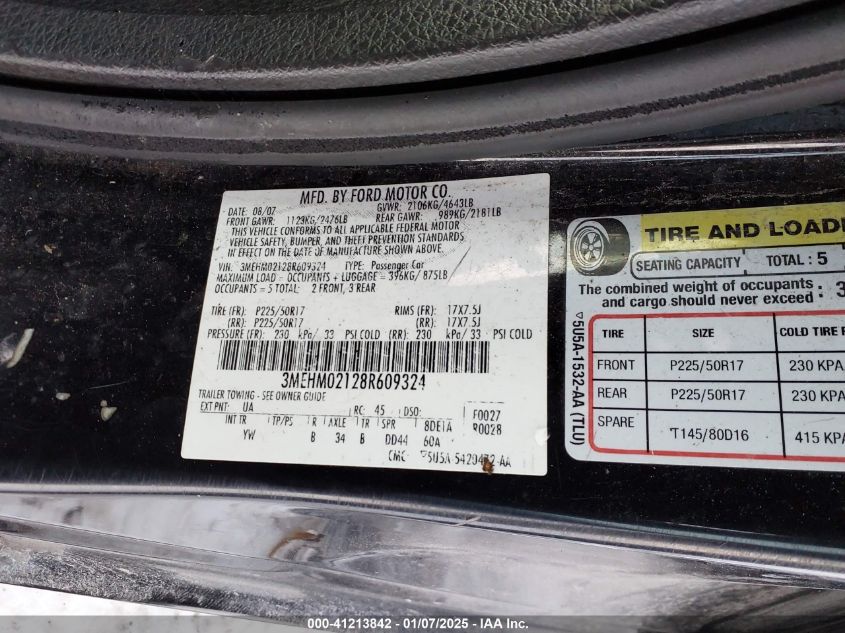 MFD. BY FORD MOTOR CO.
DATE: 08/07 GVWR: 2106KG/4643LB
FRONT GAWR: 1123KG/2476LB REAR GAWR: 989KG/2181LB
THIS VEHICLE CONFORMS TO ALL APPLICABLE FEDERAL MOTOR
VEHICLE SAFETY, BUMPER, AND THEFT PREVENTION STANDARDS
IN EFFECT ON THE DATE OF MANUFACTURE SHOWN ABOVE.
VIN: 3MEHM02128R609324 TYPE: Passenger Car
MAXIMUM LOAD = OCCUPANTS + LUGGAGE = 396KG/ 875LB
OCCUPANTS = 5 TOTAL: 2 FRONT, 3 REAR
TIRE (FR): P225/50R17 RIMS (FR): 17X7.5J
(RR): P225/50R17 (RR): 17X7.5J
PRESSURE (FR): 230 kPa/ 33 PSI COLD (RR): 230 kPa/ 33 PSI COLD
3MEHM02128R609324
TRAILER TOWING - SEE OWNER GUIDE
EXT PNT: UA RC: 45 DSO: F0027
INT TR TP/PS R AXLE TR SPR 8DE1A R0028
YW B 34 B DD44 60A
CMC 5U5A 5420472-AA
TIRE AND LOADI
SEATING CAPACITY TOTAL : 5
The combined weight of occupants
and cargo should never exceed : 3
TIRE SIZE COLD TIRE P
FRONT P225/50R17 230 KPA
REAR P225/50R17 230 KPA
SPARE T145/80D16 415 KPA
5U5A-1532-AA (TLU)
000-41213842 - 01/07/2025 - IAA Inc.